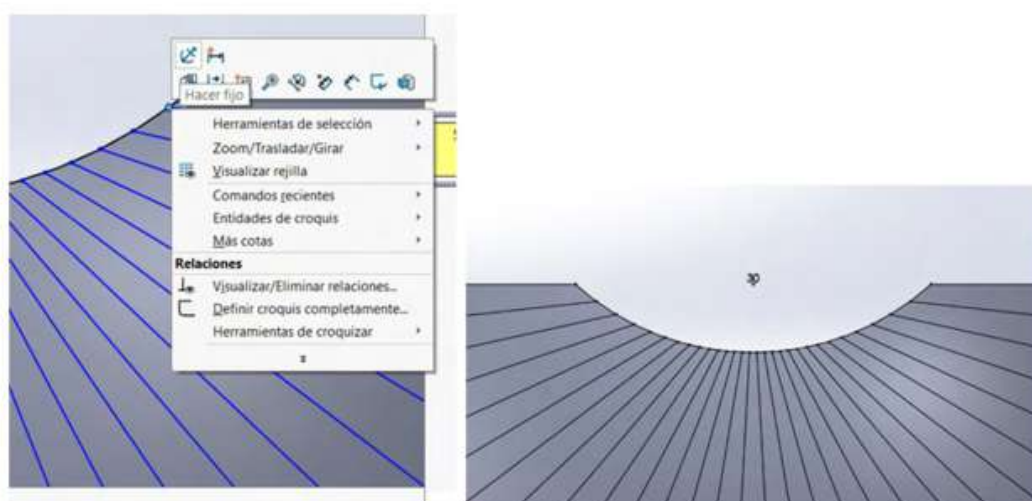 Hacer fijo
Herramientas de selección
Zoom/Trasladar/Girar
Visualizar rejilla
Comandos recientes
Entidades de croquis
Más cotas
Relaciones
Visualizar/Eliminar relaciones...
Definir croquis completamente...
Herramientas de croquizar